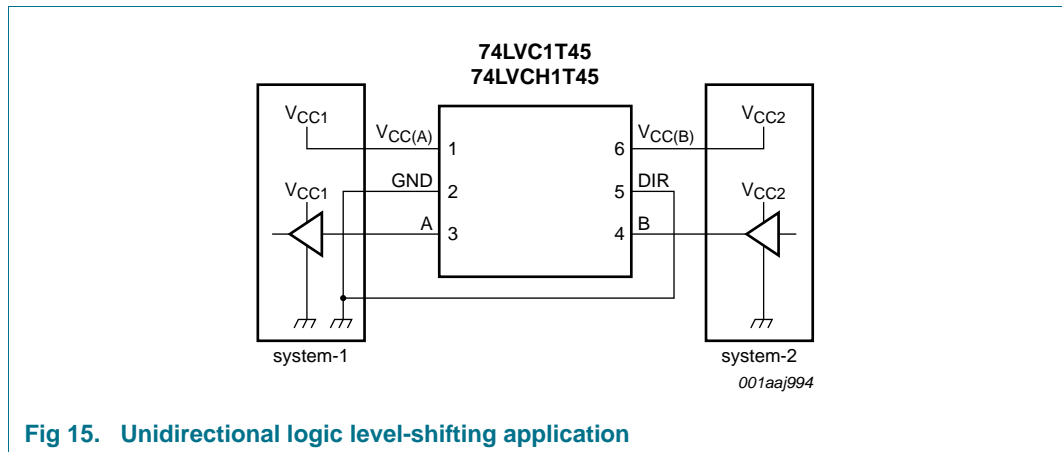 74LVC1T45
74LVCH1T45
VCC1
VCC(A)
1
6
VCC(B)
VCC2
GND
2
5
DIR
VCC1
VCC2
A
3
4
B
system-1
system-2
001aaj994
Fig 15. Unidirectional logic level-shifting application